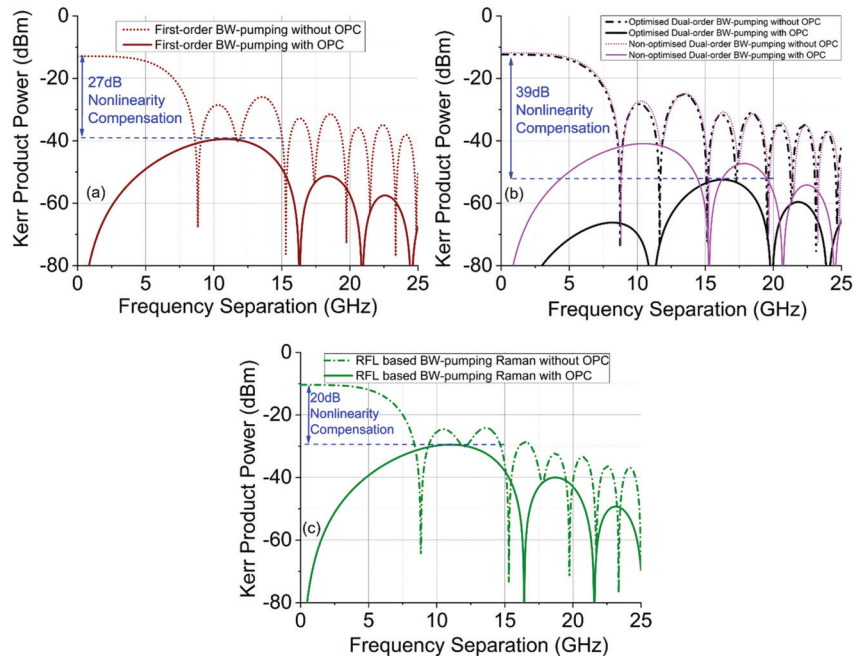 First-order BW-pumping without OPC
First-order BW-pumping with OPC
Kerr Product Power (dBm)
0
-20
-40
-60
-80
27dB
Nonlinearity
Compensation
(a)
0 5 10 15 20 25
Frequency Separation (GHz)
Optimised Dual-order BW-pumping without OPC
Optimised Dual-order BW-pumping with OPC
Non-optimised Dual-order BW-pumping without OPC
Non-optimised Dual-order BW-pumping with OPC
Kerr Product Power (dBm)
0
-20
-40
-60
-80
39dB
Nonlinearity
Compensation
(b)
0 5 10 15 20 25
Frequency Separation (GHz)
RFL based BW-pumping Raman without OPC
RFL based BW-pumping Raman with OPC
Kerr Product Power (dBm)
0
-20
-40
-60
-80
20dB
Nonlinearity
Compensation
(c)
0 5 10 15 20 25
Frequency Separation (GHz)